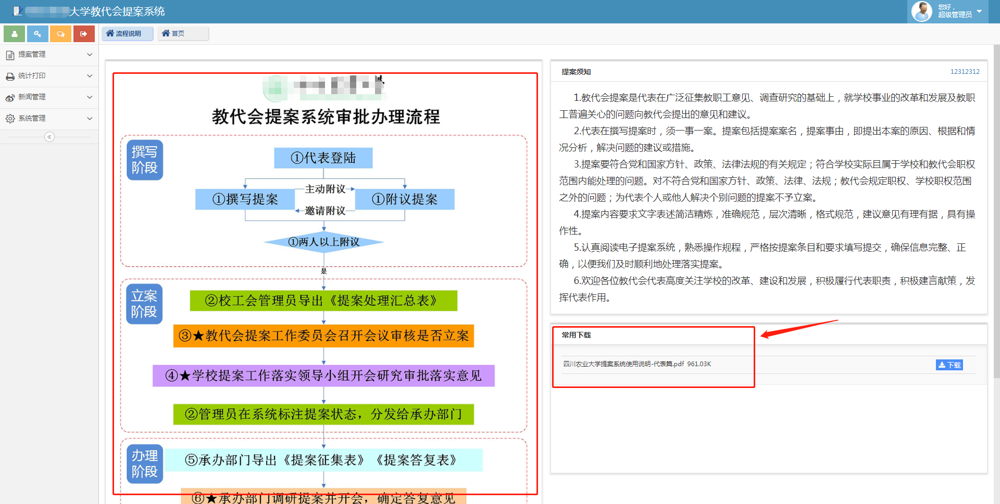 大学教代会提案系统
您好，
超级管理员
流程说明
首页
提案管理
统计打印
新闻管理
系统管理
教代会提案系统审批办理流程
撰写
阶段
①代表登陆
主动附议
①撰写提案
①附议提案
邀请附议
①两人以上附议
是
立案
阶段
②校工会管理员导出《提案处理汇总表》
③★教代会提案工作委员会召开会议审核是否立案
④★学校提案工作落实领导小组开会研究审批落实意见
②管理员在系统标注提案状态，分发给承办部门
办理
阶段
⑤承办部门导出《提案征集表》《提案答复表》
⑥★承办部门调研提案并开会，确定答复意见
提案须知
12312312
1.教代会提案是代表在广泛征集教职工意见、调查研究的基础上，就学校事业的改革和发展及教职
工普遍关心的问题向教代会提出的意见和建议。
2.代表在撰写提案时，须一事一案。提案包括提案案名，提案事由，即提出本案的原因、根据和情
况分析，解决问题的建议或措施。
3.提案要符合党和国家方针、政策、法律法规的有关规定；符合学校实际且属于学校和教代会职权
范围内能处理的问题。对不符合党和国家方针、政策、法律、法规；教代会规定职权、学校职权范围
之外的问题；为代表个人或他人解决个别问题的提案不予立案。
4.提案内容要求文字表述简洁精炼，准确规范，层次清晰，格式规范，建议意见有理有据，具有操
作性。
5.认真阅读电子提案系统，熟悉操作规程，严格按提案条目和要求填写提交，确保信息完整、正
确，以便我们及时顺利地处理落实提案。
6.欢迎各位教代会代表高度关注学校的改革、建设和发展，积极履行代表职责，积极建言献策，发
挥代表作用。
常用下载
四川农业大学提案系统使用说明-代表篇.pdf 961.03K
下载